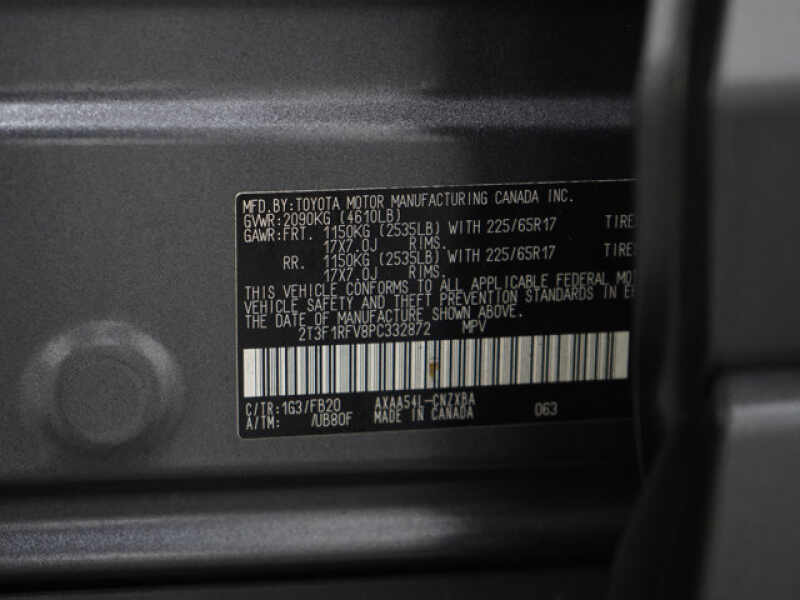 MFD.BY:TOYOTA MOTOR MANUFACTURING CANADA INC.
GVWR:2090KG (4610LB)
GAWR:FRT. 1150KG (2535LB) WITH 225/65R17 TIRE
17X7.0J RIMS.
RR. 1150KG (2535LB) WITH 225/65R17 TIRE
17X7.0J RIMS.
THIS VEHICLE CONFORMS TO ALL APPLICABLE FEDERAL MO
VEHICLE SAFETY AND THEFT PREVENTION STANDARDS IN E
THE DATE OF MANUFACTURE SHOWN ABOVE.
2T3F1RFV8PC332872 MPV
C/TR:1G3/FB20 AXAA54L-CNZXBA 063
A/TM: /UB80F MADE IN CANADA